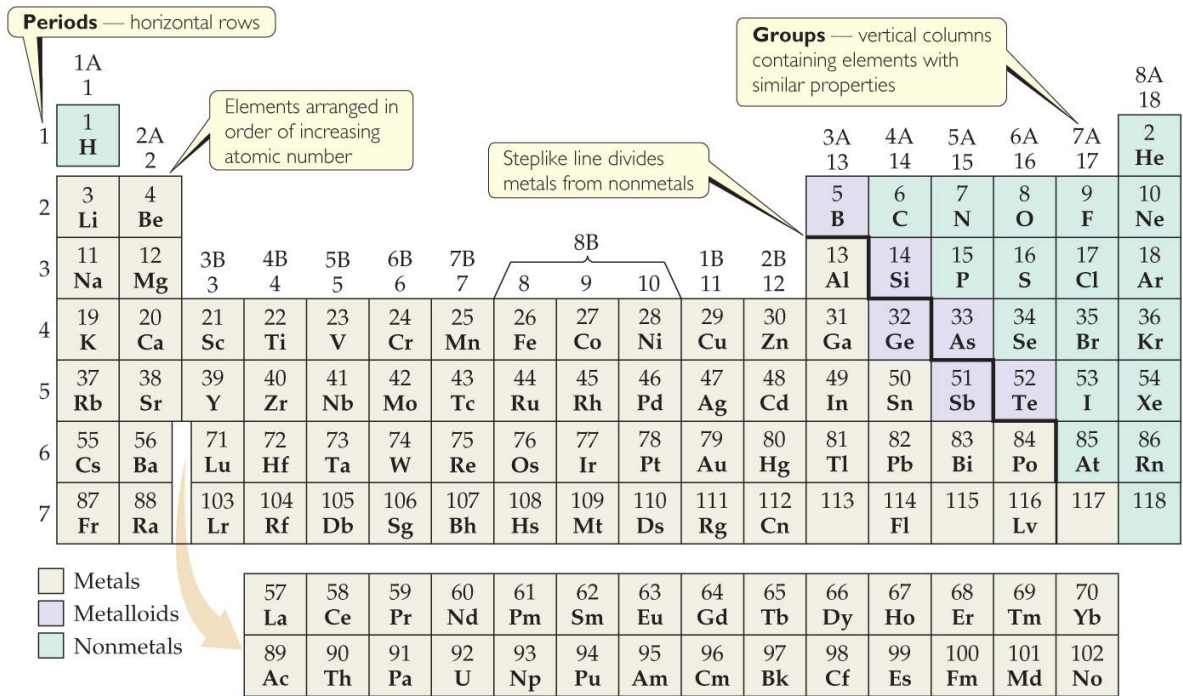 Periods — horizontal rows
Groups — vertical columns
containing elements with
similar properties
1A
1
8A
18
Elements arranged in
order of increasing
atomic number
1
1
H
2A
2
Steplike line divides
metals from nonmetals
3A 4A 5A 6A 7A
13 14 15 16 17
2
He
2
3 4 5 6 7 8 9 10
Li Be B C N O F Ne
3
8B
3B 4B 5B 6B 7B 1B 2B
3 4 5 6 7 8 9 10 11 12
11 12 13 14 15 16 17 18
Na Mg Al Si P S Cl Ar
4
19 20 21 22 23 24 25 26 27 28 29 30 31 32 33 34 35 36
K Ca Sc Ti V Cr Mn Fe Co Ni Cu Zn Ga Ge As Se Br Kr
5
37 38 39 40 41 42 43 44 45 46 47 48 49 50 51 52 53 54
Rb Sr Y Zr Nb Mo Tc Ru Rh Pd Ag Cd In Sn Sb Te I Xe
6
55 56 71 72 73 74 75 76 77 78 79 80 81 82 83 84 85 86
Cs Ba Lu Hf Ta W Re Os Ir Pt Au Hg Tl Pb Bi Po At Rn
7
87 88 103 104 105 106 107 108 109 110 111 112 113 114 115 116 117 118
Fr Ra Lr Rf Db Sg Bh Hs Mt Ds Rg Cn Fl Lv
Metals
Metalloids
Nonmetals
57 58 59 60 61 62 63 64 65 66 67 68 69 70
La Ce Pr Nd Pm Sm Eu Gd Tb Dy Ho Er Tm Yb
89 90 91 92 93 94 95 96 97 98 99 100 101 102
Ac Th Pa U Np Pu Am Cm Bk Cf Es Fm Md No